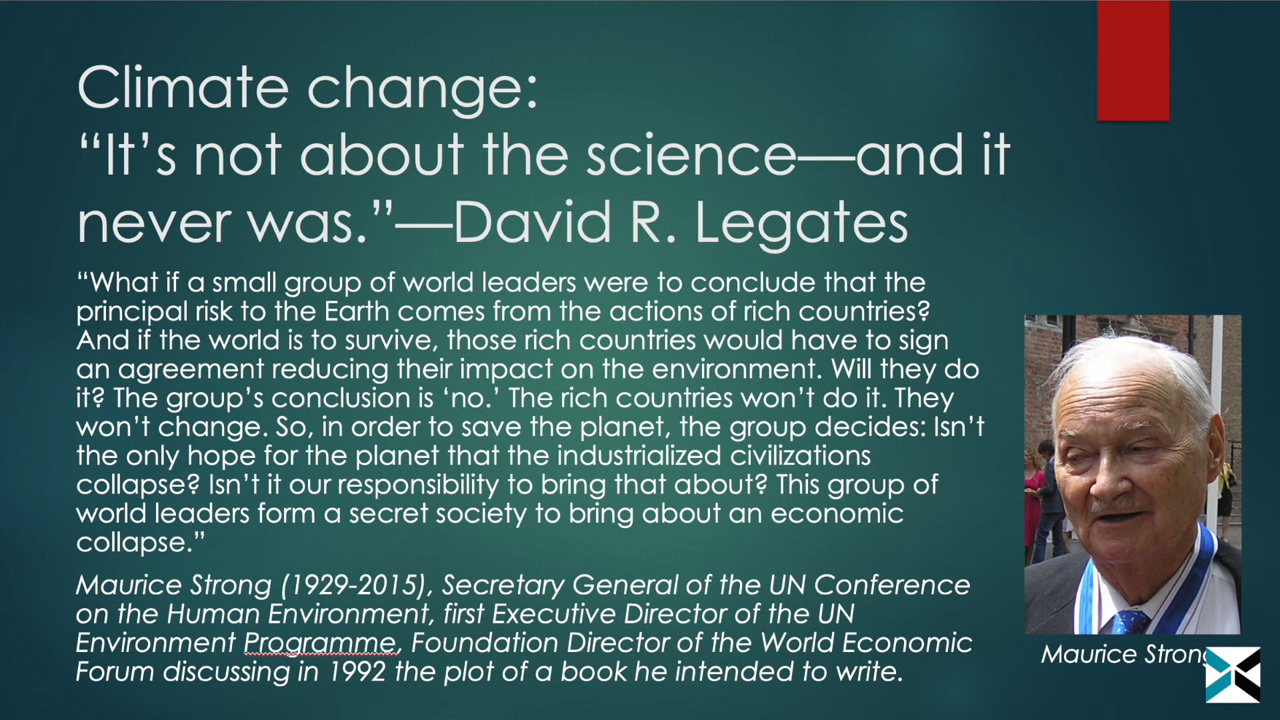 Climate change:
“It’s not about the science—and it
never was.”—David R. Legates
“What if a small group of world leaders were to conclude that the
principal risk to the Earth comes from the actions of rich countries?
And if the world is to survive, those rich countries would have to sign
an agreement reducing their impact on the environment. Will they do
it? The group’s conclusion is ‘no.’ The rich countries won’t do it. They
won’t change. So, in order to save the planet, the group decides: Isn’t
the only hope for the planet that the industrialized civilizations
collapse? Isn’t it our responsibility to bring that about? This group of
world leaders form a secret society to bring about an economic
collapse.”
Maurice Strong (1929-2015), Secretary General of the UN Conference
on the Human Environment, first Executive Director of the UN
Environment Programme, Foundation Director of the World Economic
Forum discussing in 1992 the plot of a book he intended to write.
Maurice Strong